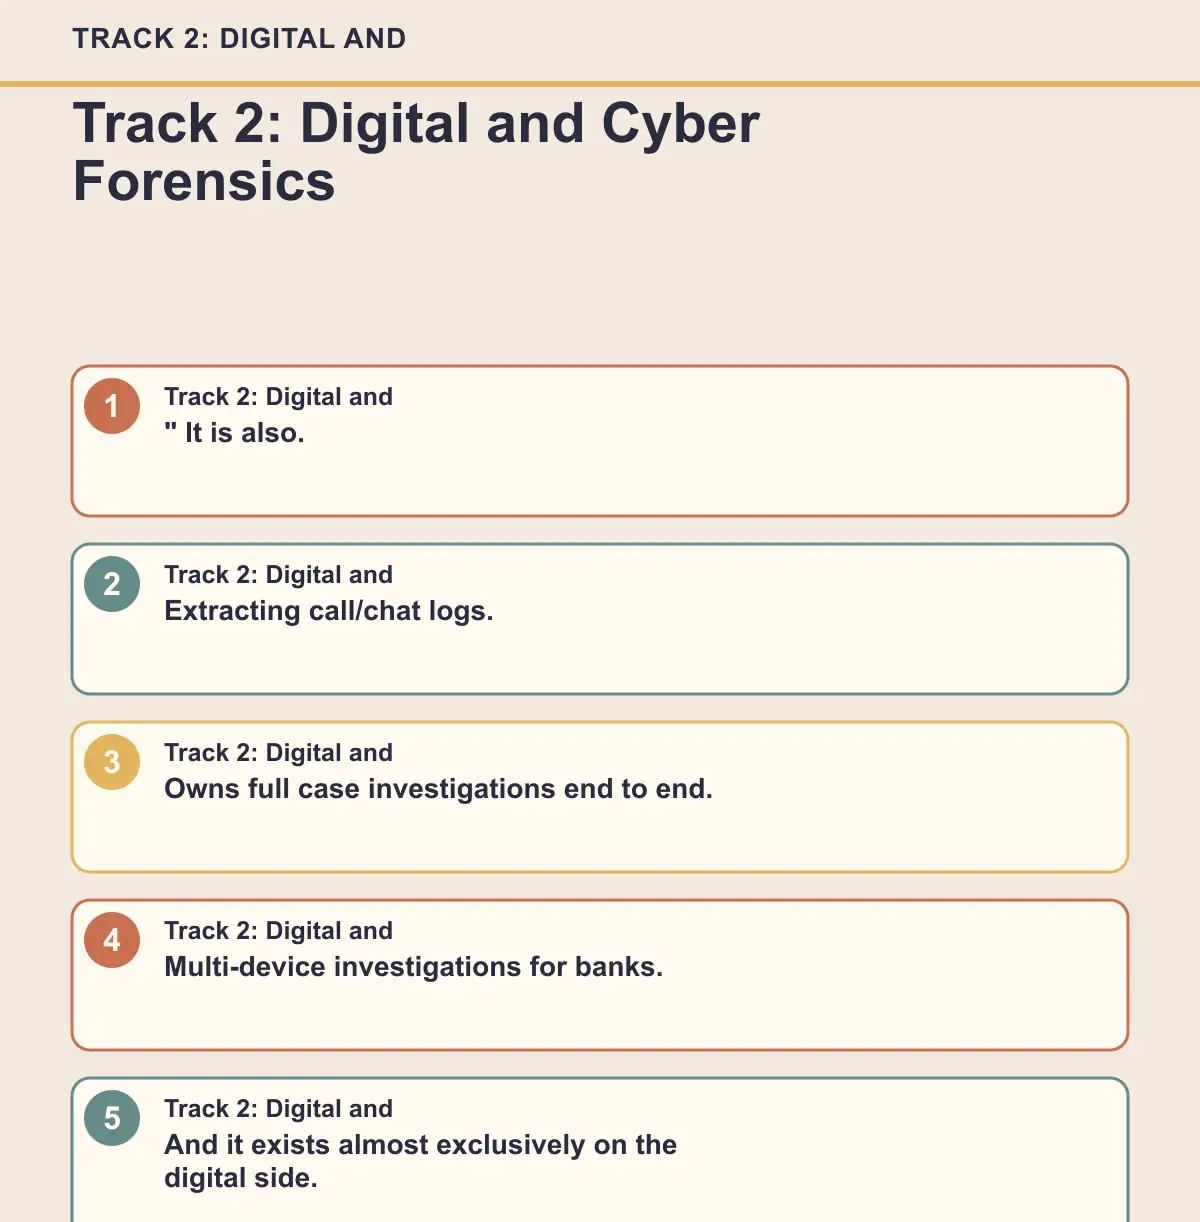 TRACK 2: DIGITAL AND
Track 2: Digital and Cyber
Forensics
1
Track 2: Digital and
" It is also.
2
Track 2: Digital and
Extracting call/chat logs.
3
Track 2: Digital and
Owns full case investigations end to end.
4
Track 2: Digital and
Multi-device investigations for banks.
5
Track 2: Digital and
And it exists almost exclusively on the
digital side.